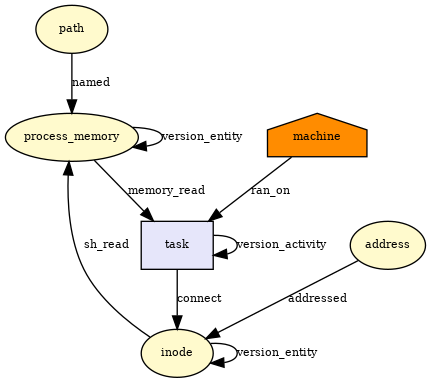 path
named
process_memory
version_entity
machine
memory_read
ran_on
sh_read
task
version_activity
address
connect
addressed
inode
version_entity